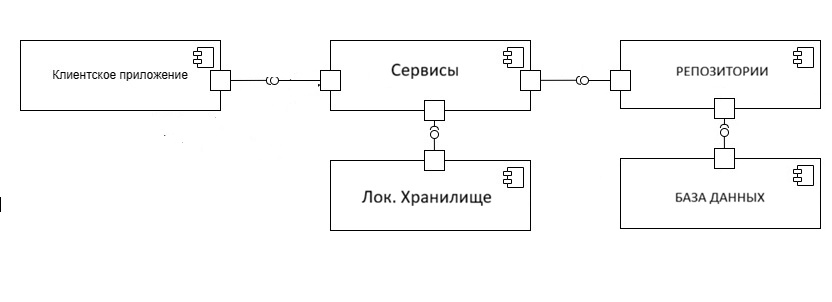 Клиентское приложение
Сервисы
РЕПОЗИТОРИИ
Лок. Хранилище
БАЗА ДАННЫХ